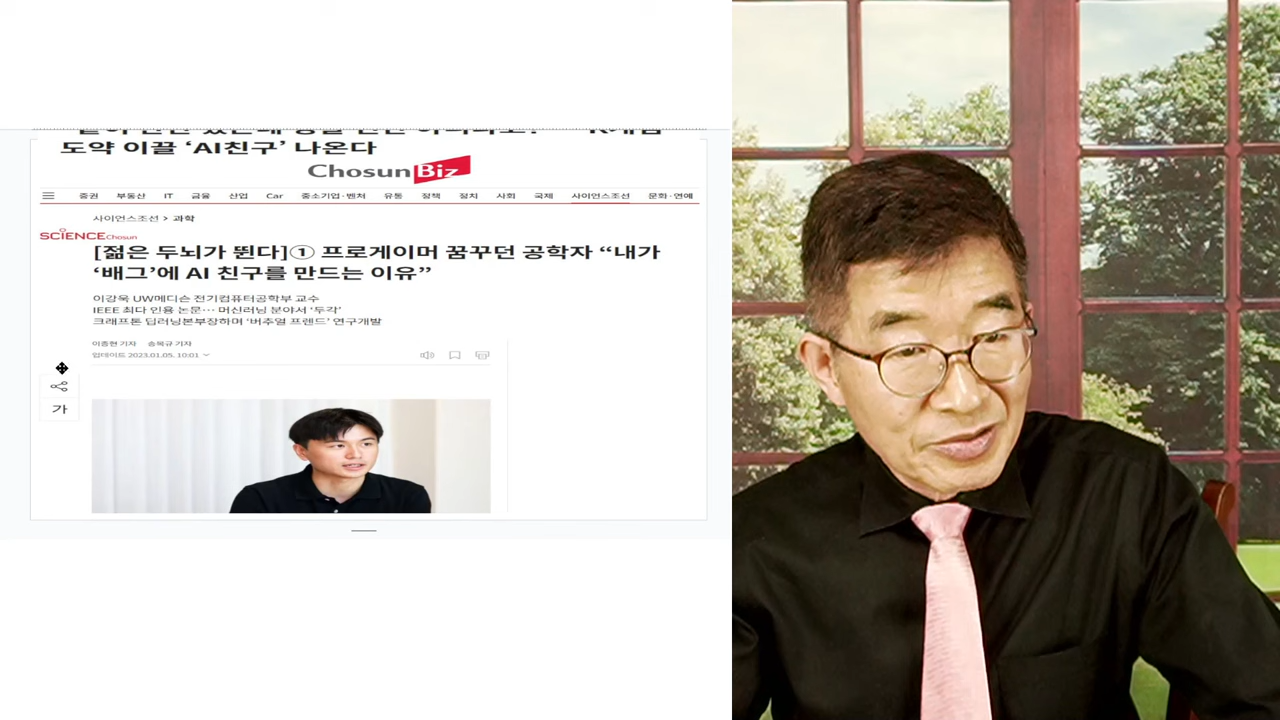 도약 이끌 ‘AI친구’ 나온다
Chosun Biz
증권 부동산 IT 금융 산업 Car 중소기업·벤처 유통 정책 정치 사회 국제 사이언스조선 문화·연예
사이언스조선 > 과학
SCIENCE Chosun
[젊은 두뇌가 뛴다]① 프로게이머 꿈꾸던 공학자 “내가
‘배그’에 AI 친구를 만드는 이유”
이강욱 UW메디슨 전기컴퓨터공학부 교수
IEEE 최다 인용 논문… 머신러닝 분야서 ‘두각’
크래프톤 딥러닝본부장하며 ‘버추얼 프렌드’ 연구개발
이종현 기자 송복규 기자
업데이트 2023.01.05. 10:01
가